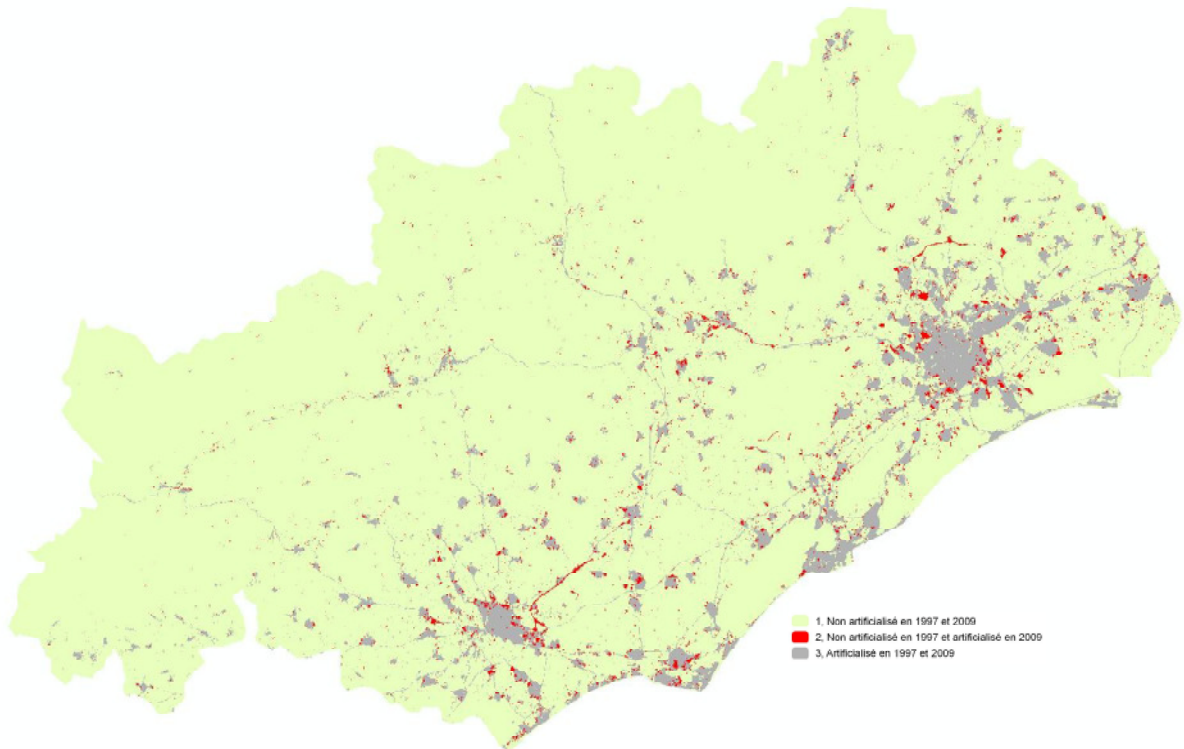 1, Non artificialisé en 1997 et 2009
2, Non artificialisé en 1997 et artificialisé en 2009
3, Artificialisé en 1997 et 2009